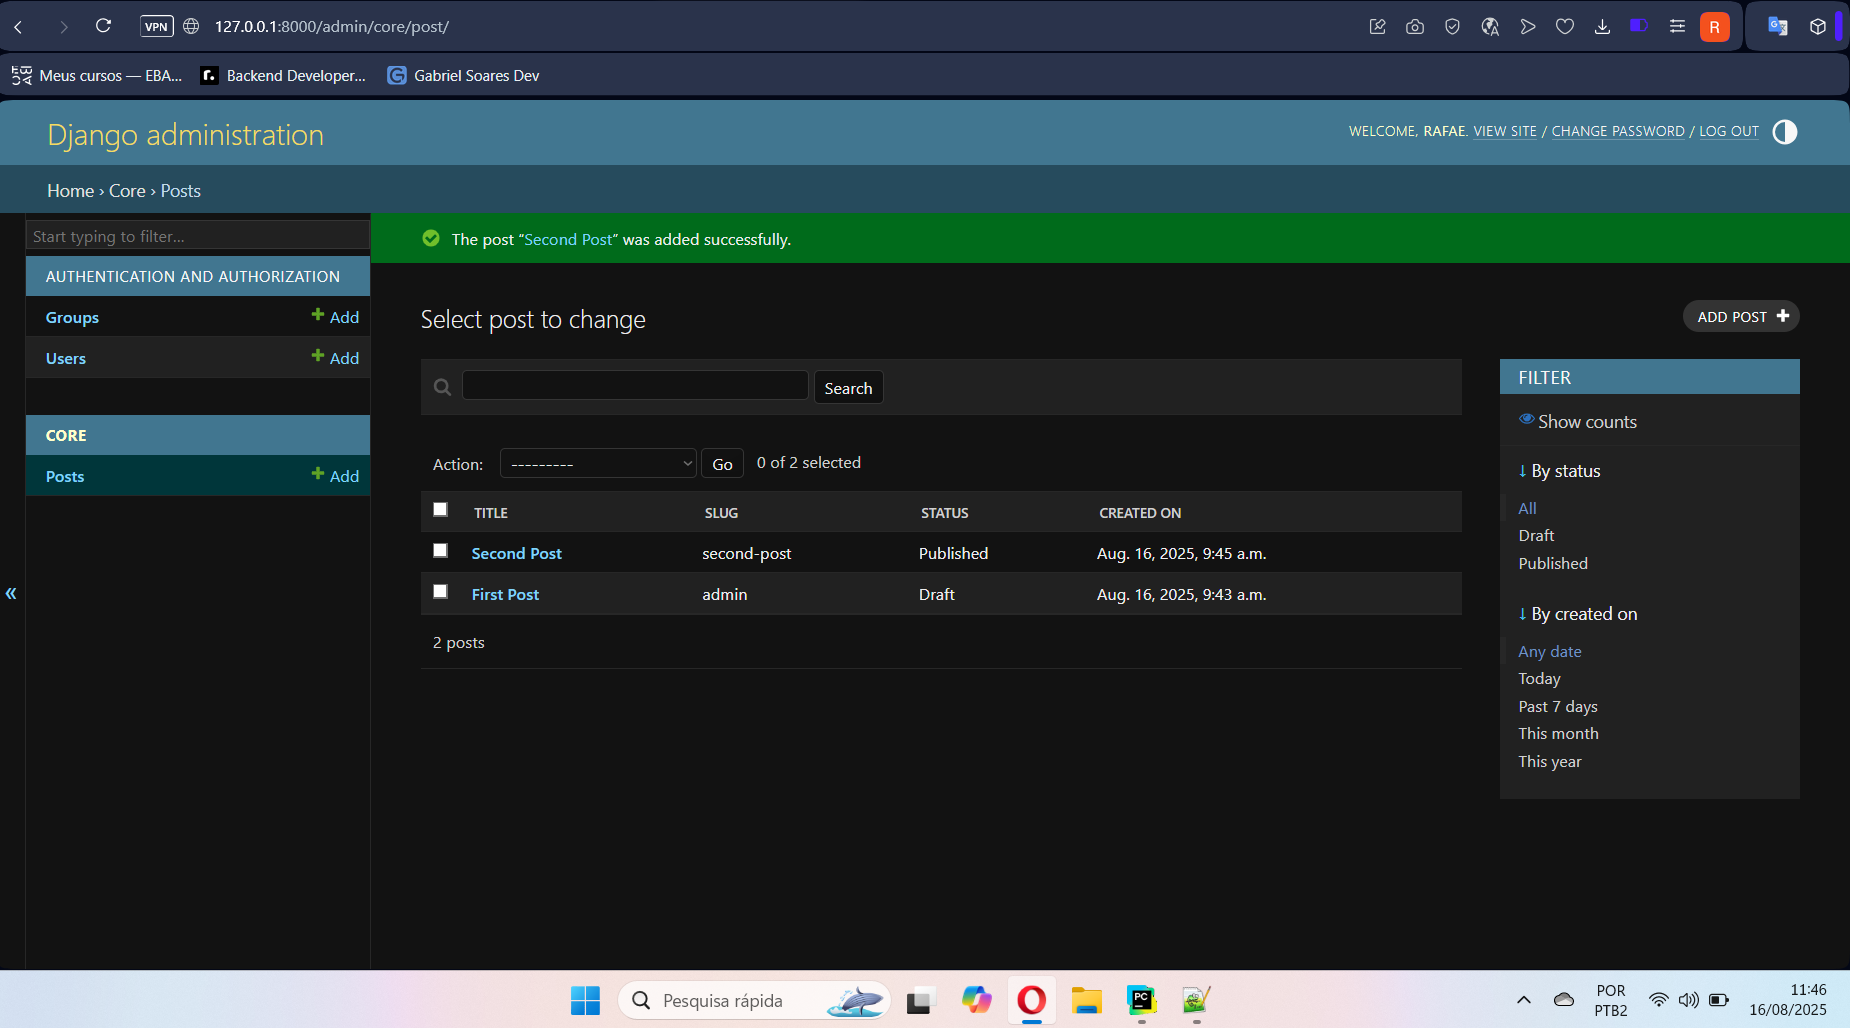 VPN 127.0.0.1:8000/admin/core/post/ R
EBAC Meus cursos — EBA... r. Backend Developer... G Gabriel Soares Dev
Django administration
WELCOME, RAFAE. VIEW SITE / CHANGE PASSWORD / LOG OUT
Home › Core › Posts
Start typing to filter...
AUTHENTICATION AND AUTHORIZATION
Groups Add
Users Add
CORE
Posts Add
«
The post “Second Post” was added successfully.
Select post to change
ADD POST
Search
Action: --------- Go 0 of 2 selected
TITLE SLUG STATUS CREATED ON
Second Post second-post Published Aug. 16, 2025, 9:45 a.m.
First Post admin Draft Aug. 16, 2025, 9:43 a.m.
2 posts
FILTER
Show counts
↓ By status
All
Draft
Published
↓ By created on
Any date
Today
Past 7 days
This month
This year
Pesquisa rápida
PC
POR
PTB2
11:46
16/08/2025